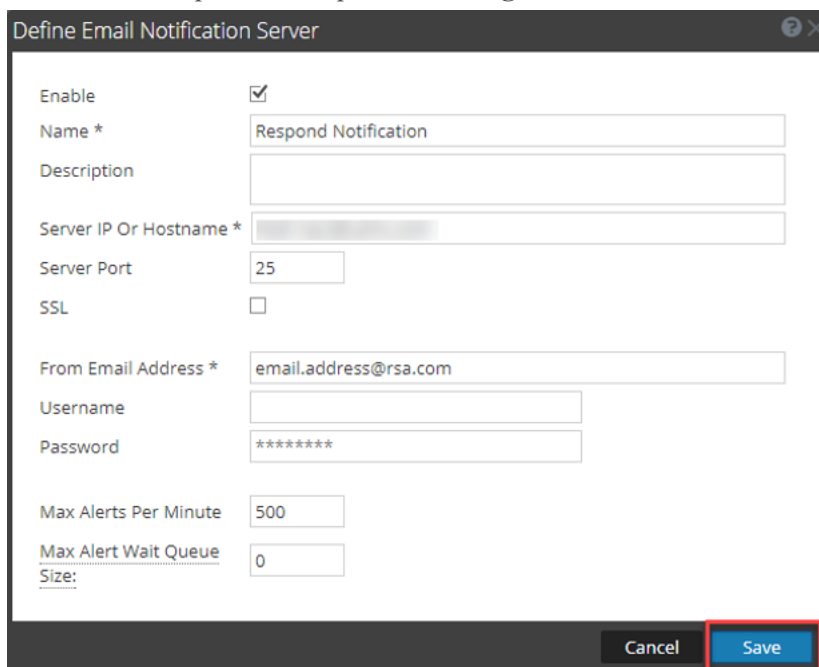 Define Email Notification Server
Enable
Name * Respond Notification
Description
Server IP Or Hostname *
Server Port 25
SSL
From Email Address * email.address@rsa.com
Username
Password ********
Max Alerts Per Minute 500
Max Alert Wait Queue
Size: 0
Cancel Save